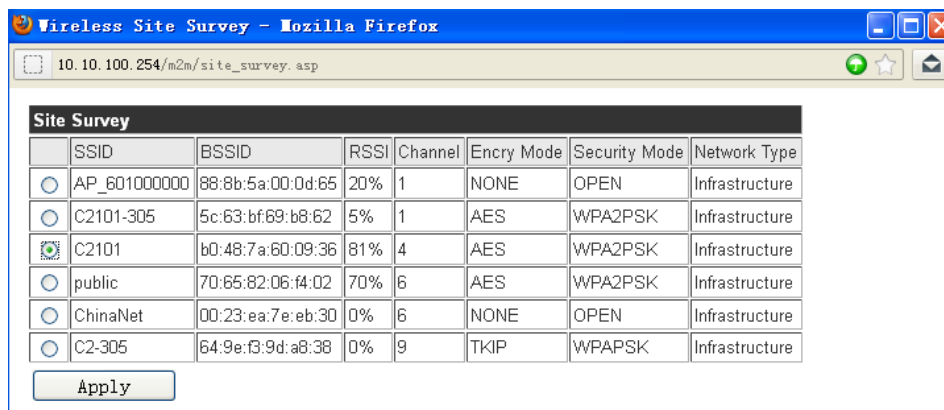 Wireless Site Survey - Mozilla Firefox
10.10.100.254/m2m/site_survey.asp
Site Survey
SSID BSSID RSSI Channel Encry Mode Security Mode Network Type
AP_601000000 88:8b:5a:00:0d:65 20% 1 NONE OPEN Infrastructure
C2101-305 5c:63:bf:69:b8:62 5% 1 AES WPA2PSK Infrastructure
C2101 b0:48:7a:60:09:36 81% 4 AES WPA2PSK Infrastructure
public 70:65:82:06:f4:02 70% 6 AES WPA2PSK Infrastructure
ChinaNet 00:23:ea:7e:eb:30 0% 6 NONE OPEN Infrastructure
C2-305 64:9e:f3:9d:a8:38 0% 9 TKIP WPAPSK Infrastructure
Apply